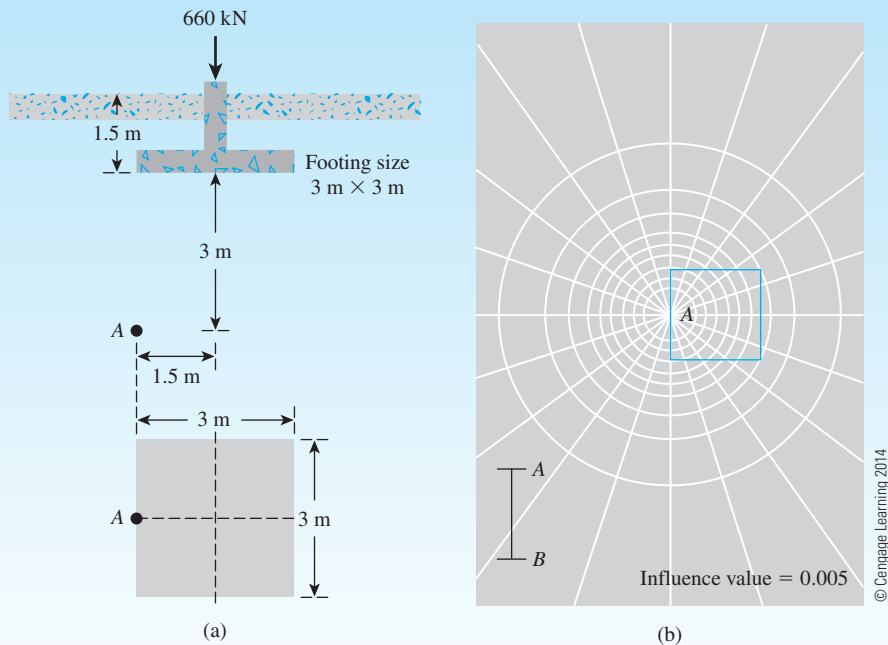 660 kN
1.5 m
Footing size
3 m × 3 m
3 m
A
1.5 m
3 m
A
3 m
(a)
A
A
B
Influence value = 0.005
(b)
© Cengage Learning 2014